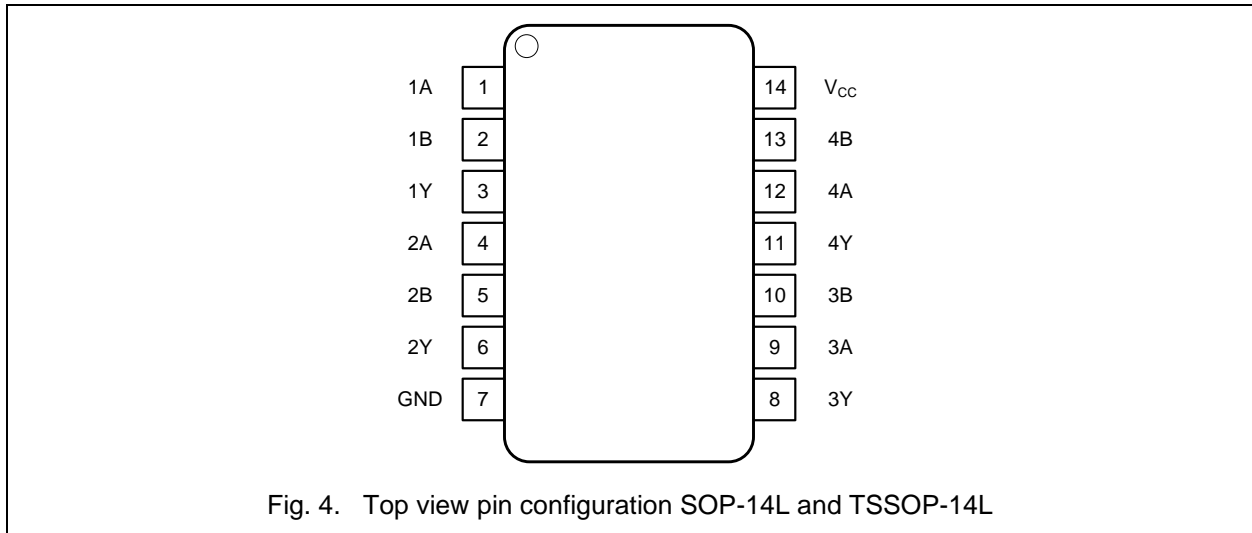 1A 1 14 VCC
1B 2 13 4B
1Y 3 12 4A
2A 4 11 4Y
2B 5 10 3B
2Y 6 9 3A
GND 7 8 3Y
Fig. 4. Top view pin configuration SOP-14L and TSSOP-14L